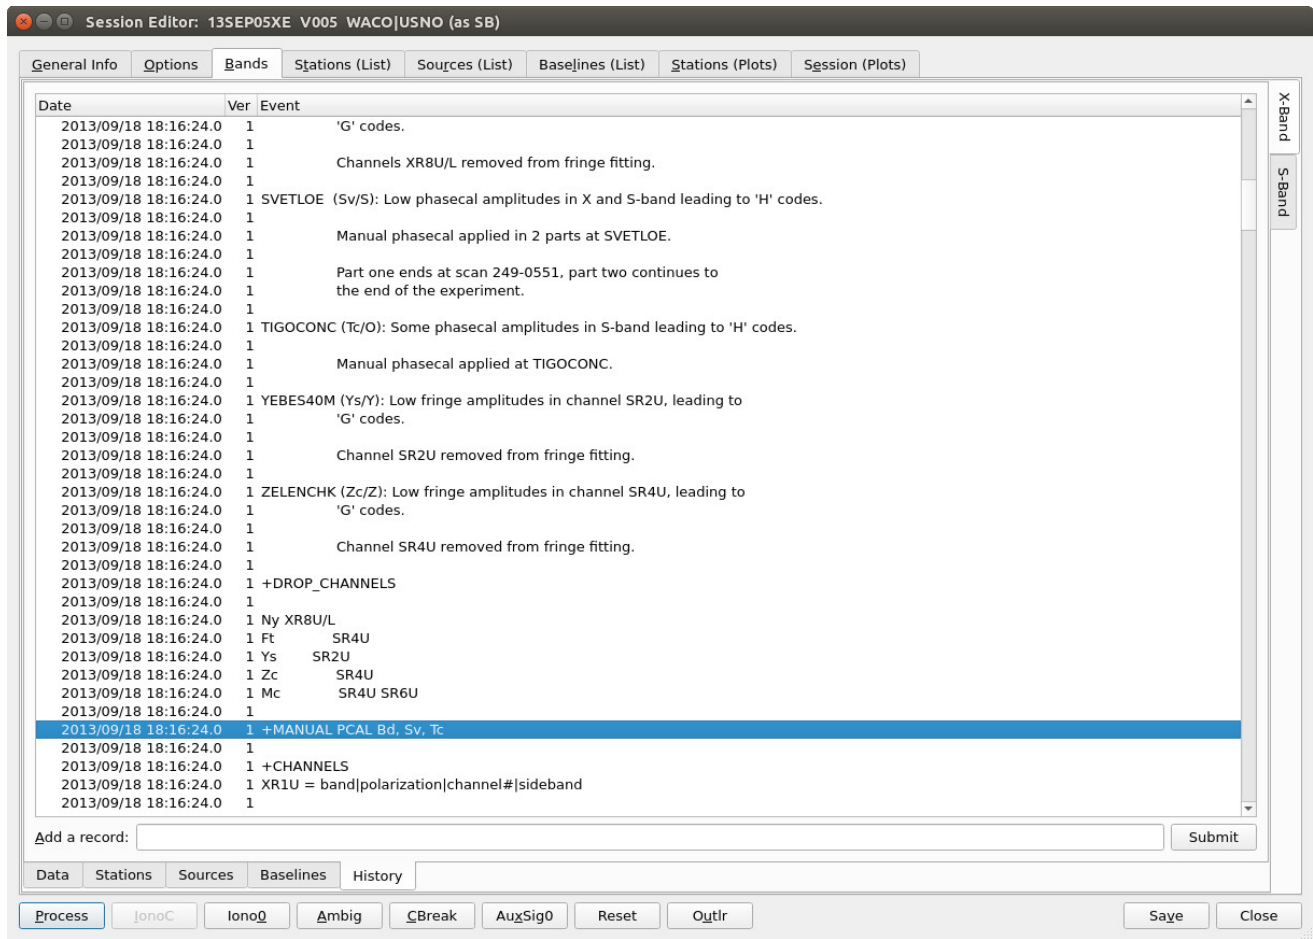 Session Editor: 13SEP05XE V005 WACO|USNO (as SB)
General Info Options Bands Stations (List) Sources (List) Baselines (List) Stations (Plots) Session (Plots)
Date Ver Event
2013/09/18 18:16:24.0 1 'G' codes.
2013/09/18 18:16:24.0 1
2013/09/18 18:16:24.0 1 Channels XR8U/L removed from fringe fitting.
2013/09/18 18:16:24.0 1
2013/09/18 18:16:24.0 1 SVETLOE (Sv/S): Low phasecal amplitudes in X and S-band leading to 'H' codes.
2013/09/18 18:16:24.0 1
2013/09/18 18:16:24.0 1 Manual phasecal applied in 2 parts at SVETLOE.
2013/09/18 18:16:24.0 1
2013/09/18 18:16:24.0 1 Part one ends at scan 249-0551, part two continues to
2013/09/18 18:16:24.0 1 the end of the experiment.
2013/09/18 18:16:24.0 1
2013/09/18 18:16:24.0 1 TIGOCONC (Tc/O): Some phasecal amplitudes in S-band leading to 'H' codes.
2013/09/18 18:16:24.0 1
2013/09/18 18:16:24.0 1 Manual phasecal applied at TIGOCONC.
2013/09/18 18:16:24.0 1
2013/09/18 18:16:24.0 1 YEBES40M (Ys/Y): Low fringe amplitudes in channel SR2U, leading to
2013/09/18 18:16:24.0 1 'G' codes.
2013/09/18 18:16:24.0 1
2013/09/18 18:16:24.0 1 Channel SR2U removed from fringe fitting.
2013/09/18 18:16:24.0 1
2013/09/18 18:16:24.0 1 ZELENCHK (Zc/Z): Low fringe amplitudes in channel SR4U, leading to
2013/09/18 18:16:24.0 1 'G' codes.
2013/09/18 18:16:24.0 1
2013/09/18 18:16:24.0 1 Channel SR4U removed from fringe fitting.
2013/09/18 18:16:24.0 1
2013/09/18 18:16:24.0 1 +DROP_CHANNELS
2013/09/18 18:16:24.0 1
2013/09/18 18:16:24.0 1 Ny XR8U/L
2013/09/18 18:16:24.0 1 Ft SR4U
2013/09/18 18:16:24.0 1 Ys SR2U
2013/09/18 18:16:24.0 1 Zc SR4U
2013/09/18 18:16:24.0 1 Mc SR4U SR6U
2013/09/18 18:16:24.0 1
2013/09/18 18:16:24.0 1 +MANUAL PCAL Bd, Sv, Tc
2013/09/18 18:16:24.0 1
2013/09/18 18:16:24.0 1 +CHANNELS
2013/09/18 18:16:24.0 1 XR1U = band|polarization|channel#|sideband
2013/09/18 18:16:24.0 1
X-Band
S-Band
Add a record: Submit
Data Stations Sources Baselines History
Process IonoC Iono0 Ambig CBreak AuxSig0 Reset Outlr Save Close